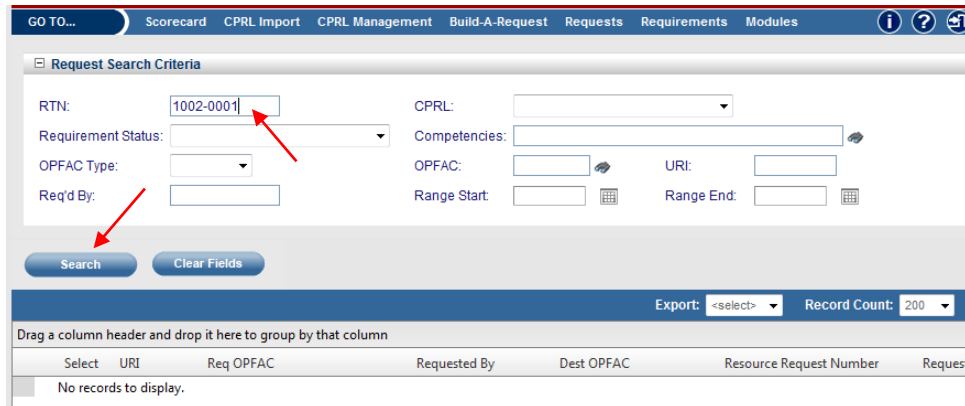 GO TO... Scorecard CPRL Import CPRL Management Build-A-Request Requests Requirements Modules
Request Search Criteria
RTN: 1002-0001 CPRL:
Requirement Status: Competencies:
OPFAC Type: OPFAC: URI:
Req'd By: Range Start: Range End:
Search Clear Fields
Export: <select> Record Count: 200
Drag a column header and drop it here to group by that column
Select URI Req OPFAC Requested By Dest OPFAC Resource Request Number Reques
No records to display.